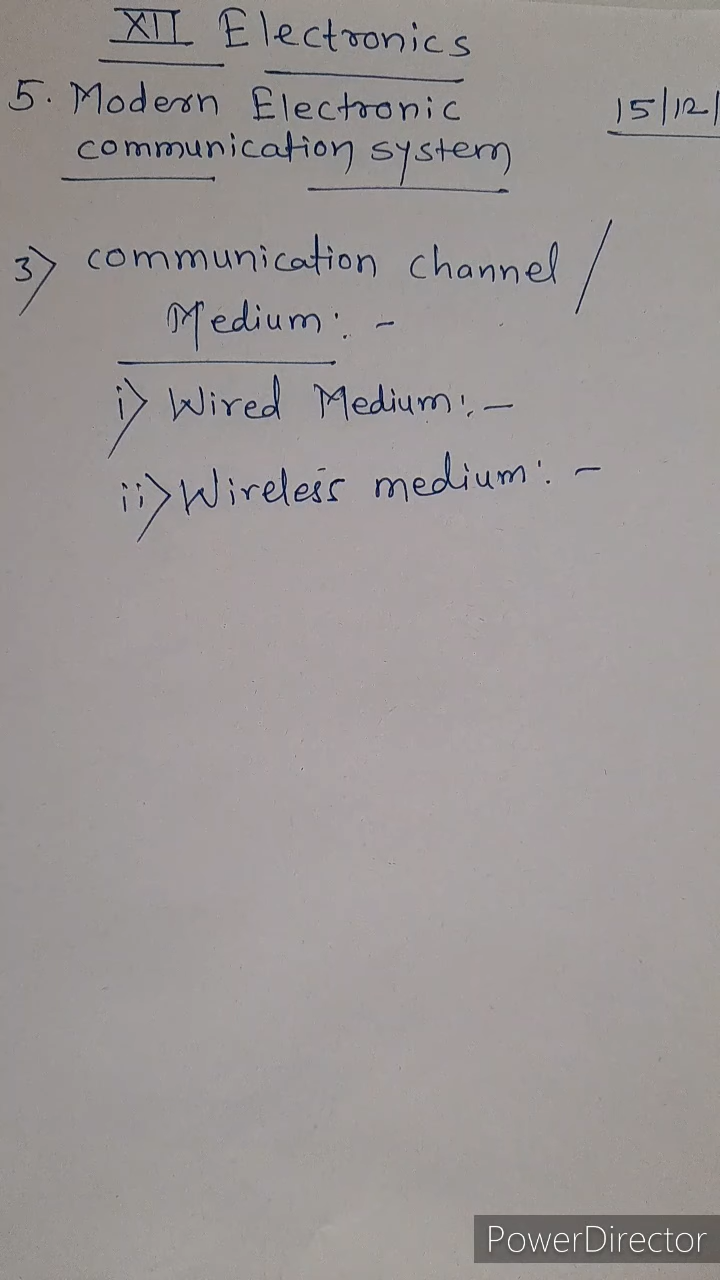 XII Electronics
5. Modern Electronic
15/12/
communication system
3) communication channel /
Medium : -
i) Wired Medium : -
ii) Wireless medium : -
PowerDirector